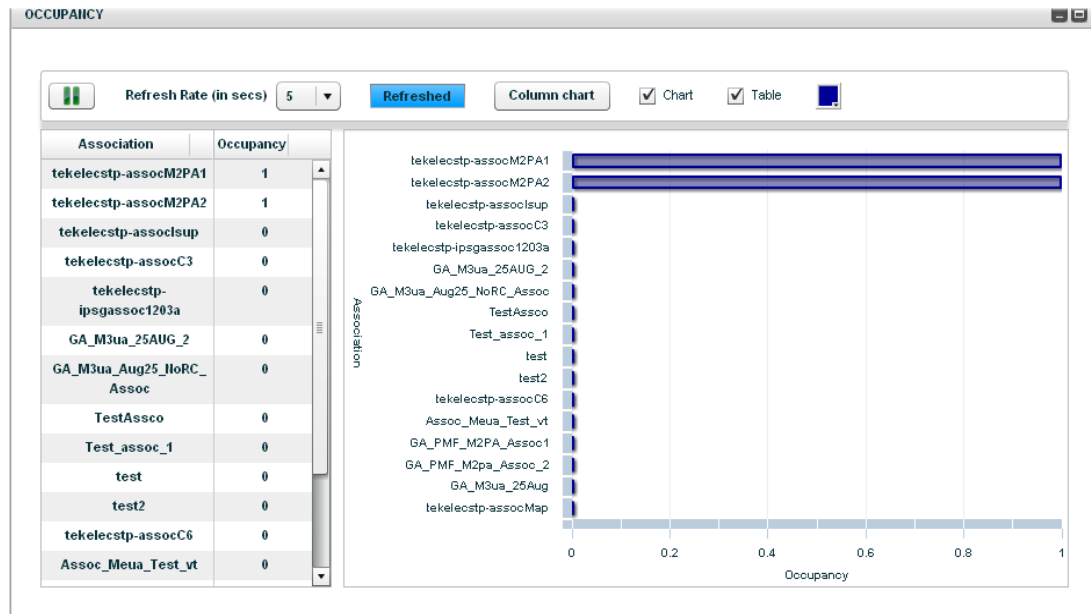 OCCUPANCY
Refresh Rate (in secs) 5 Refreshed Column chart Chart Table
Association Occupancy
tekelecstp-assocM2PA1 1
tekelecstp-assocM2PA2 1
tekelecstp-assocIsup 0
tekelecstp-assocC3 0
tekelecstp-
ipsgassoc1203a 0
GA_M3ua_25AUG_2 0
GA_M3ua_Aug25_NoRC_
Assoc 0
TestAssco 0
Test_assoc_1 0
test 0
test2 0
tekelecstp-assocC6 0
Assoc_Meua_Test_vt 0
Association
tekelecstp-assocM2PA1
tekelecstp-assocM2PA2
tekelecstp-assocIsup
tekelecstp-assocC3
tekelecstp-ipsgassoc1203a
GA_M3ua_25AUG_2
GA_M3ua_Aug25_NoRC_Assoc
TestAssco
Test_assoc_1
test
test2
tekelecstp-assocC6
Assoc_Meua_Test_vt
GA_PMF_M2PA_Assoc1
GA_PMF_M2pa_Assoc_2
GA_M3ua_25Aug
tekelecstp-assocMap
0 0.2 0.4 0.6 0.8 1
Occupancy